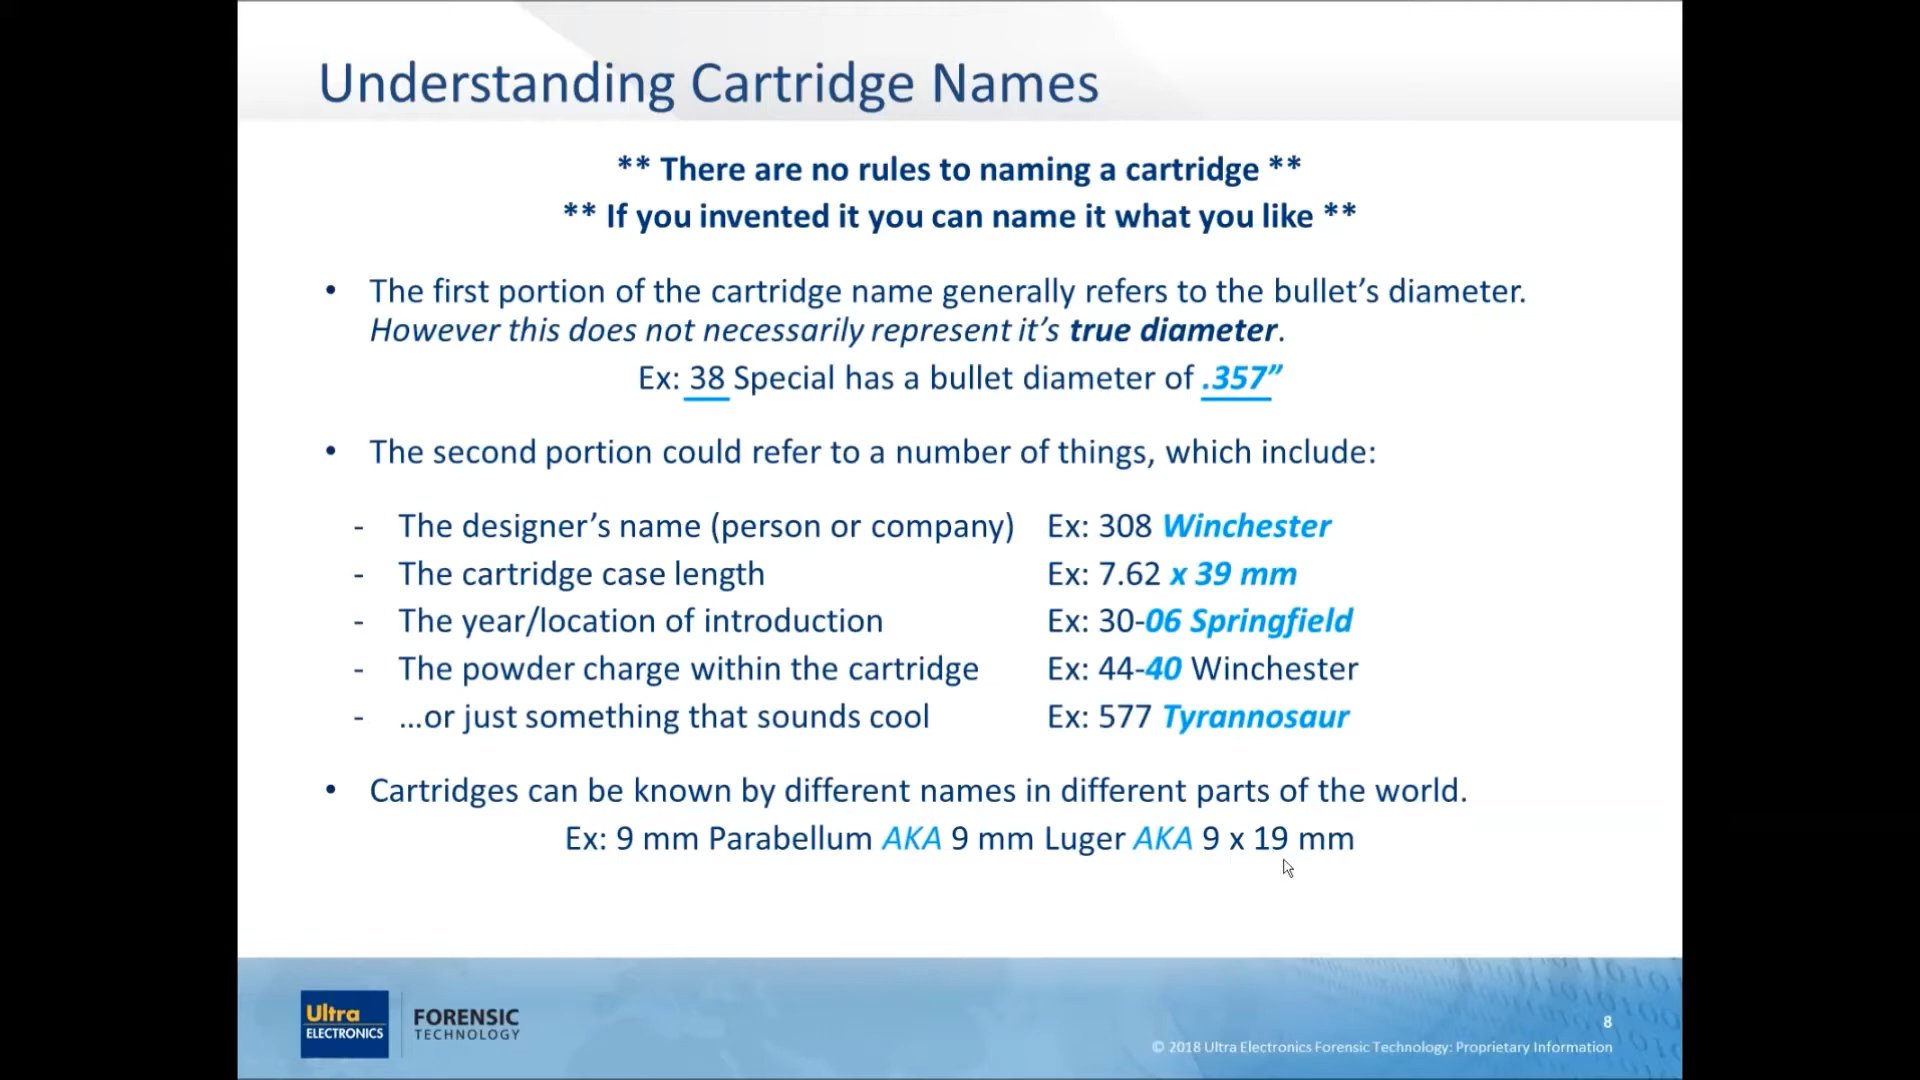 Understanding Cartridge Names
** There are no rules to naming a cartridge **
** If you invented it you can name it what you like **
• The first portion of the cartridge name generally refers to the bullet’s diameter.
However this does not necessarily represent it’s true diameter.
Ex: 38 Special has a bullet diameter of .357”
• The second portion could refer to a number of things, which include:
- The designer’s name (person or company) Ex: 308 Winchester
- The cartridge case length Ex: 7.62 x 39 mm
- The year/location of introduction Ex: 30-06 Springfield
- The powder charge within the cartridge Ex: 44-40 Winchester
- …or just something that sounds cool Ex: 577 Tyrannosaur
• Cartridges can be known by different names in different parts of the world.
Ex: 9 mm Parabellum AKA 9 mm Luger AKA 9 x 19 mm
Ultra
ELECTRONICS
FORENSIC
TECHNOLOGY
8
© 2018 Ultra Electronics Forensic Technology: Proprietary Information